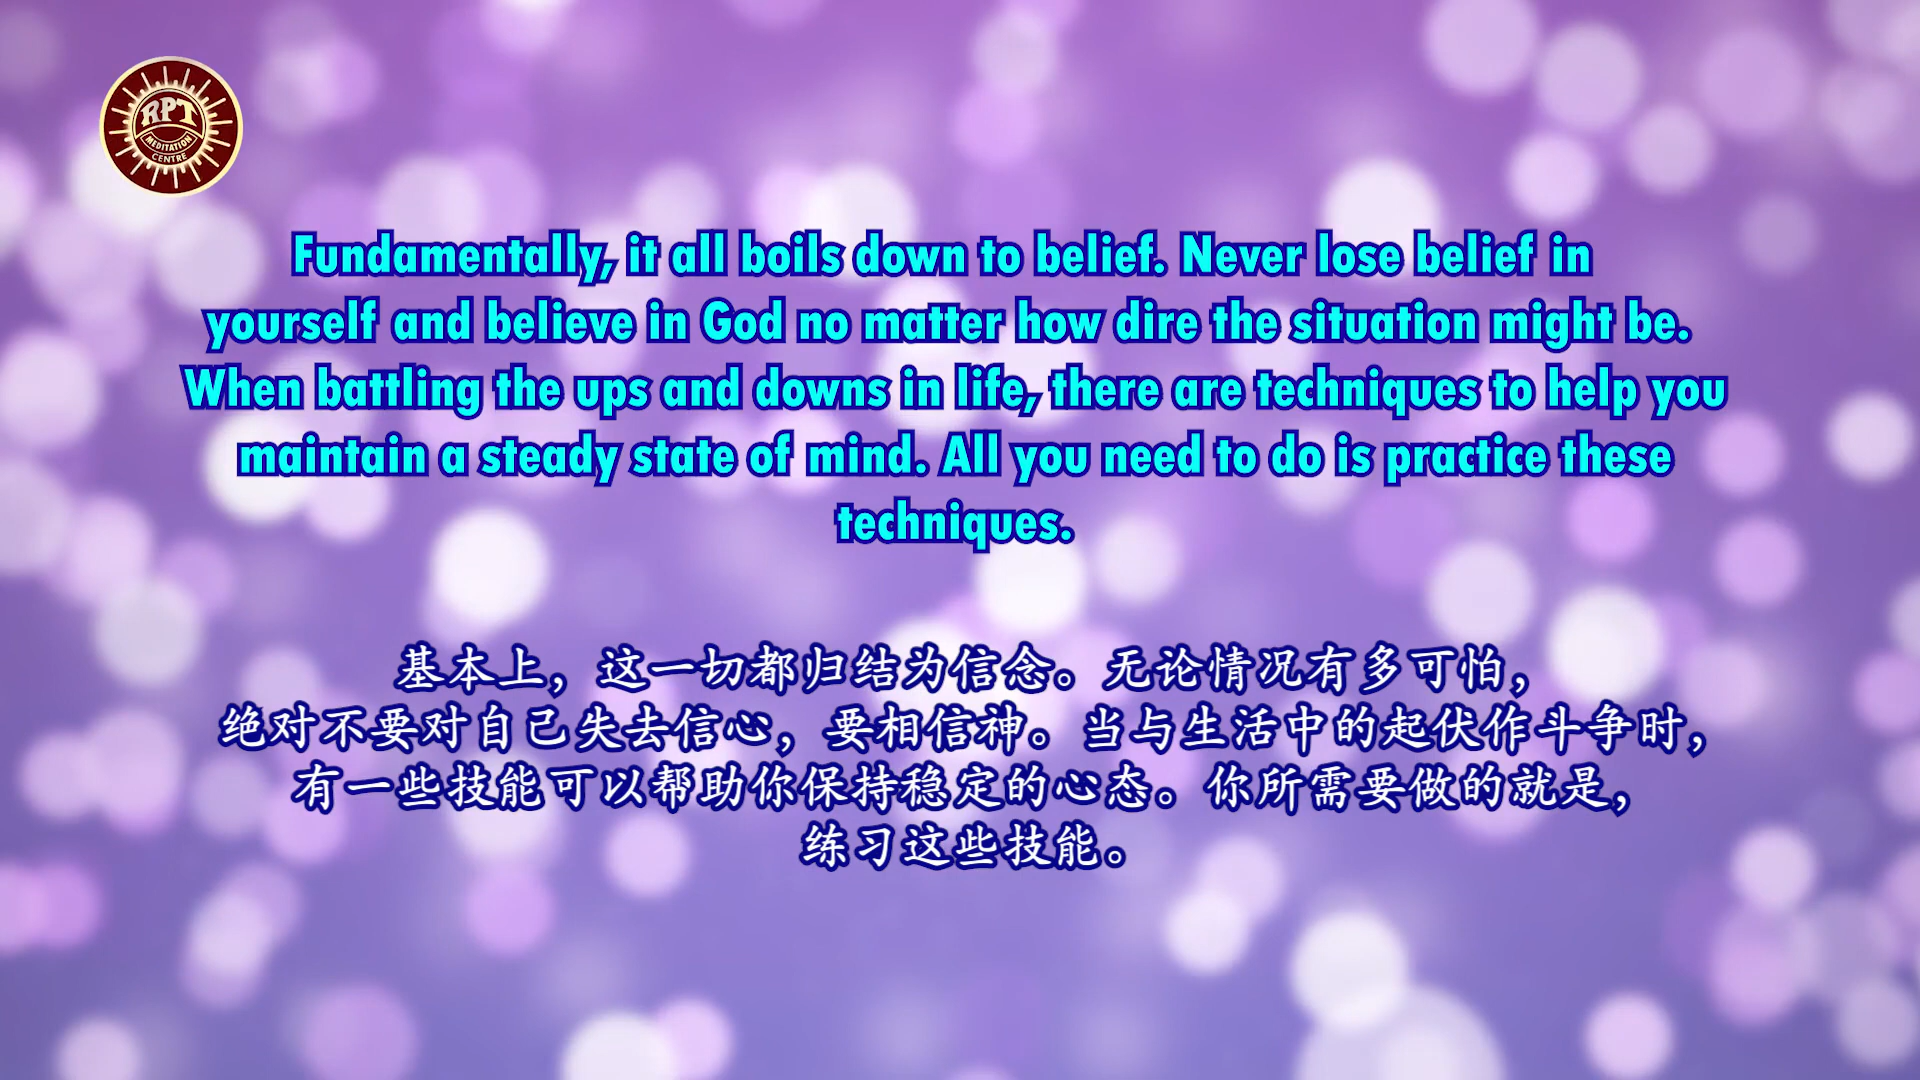 RPT
MEDITATION
CENTRE
Fundamentally, it all boils down to belief. Never lose belief in
yourself and believe in God no matter how dire the situation might be.
When battling the ups and downs in life, there are techniques to help you
maintain a steady state of mind. All you need to do is practice these
techniques.
基本上，这一切都归结为信念。无论情况有多可怕，
绝对不要对自己失去信心，要相信神。当与生活中的起伏作斗争时，
有一些技能可以帮助你保持稳定的心态。你所需要做的就是，
练习这些技能。